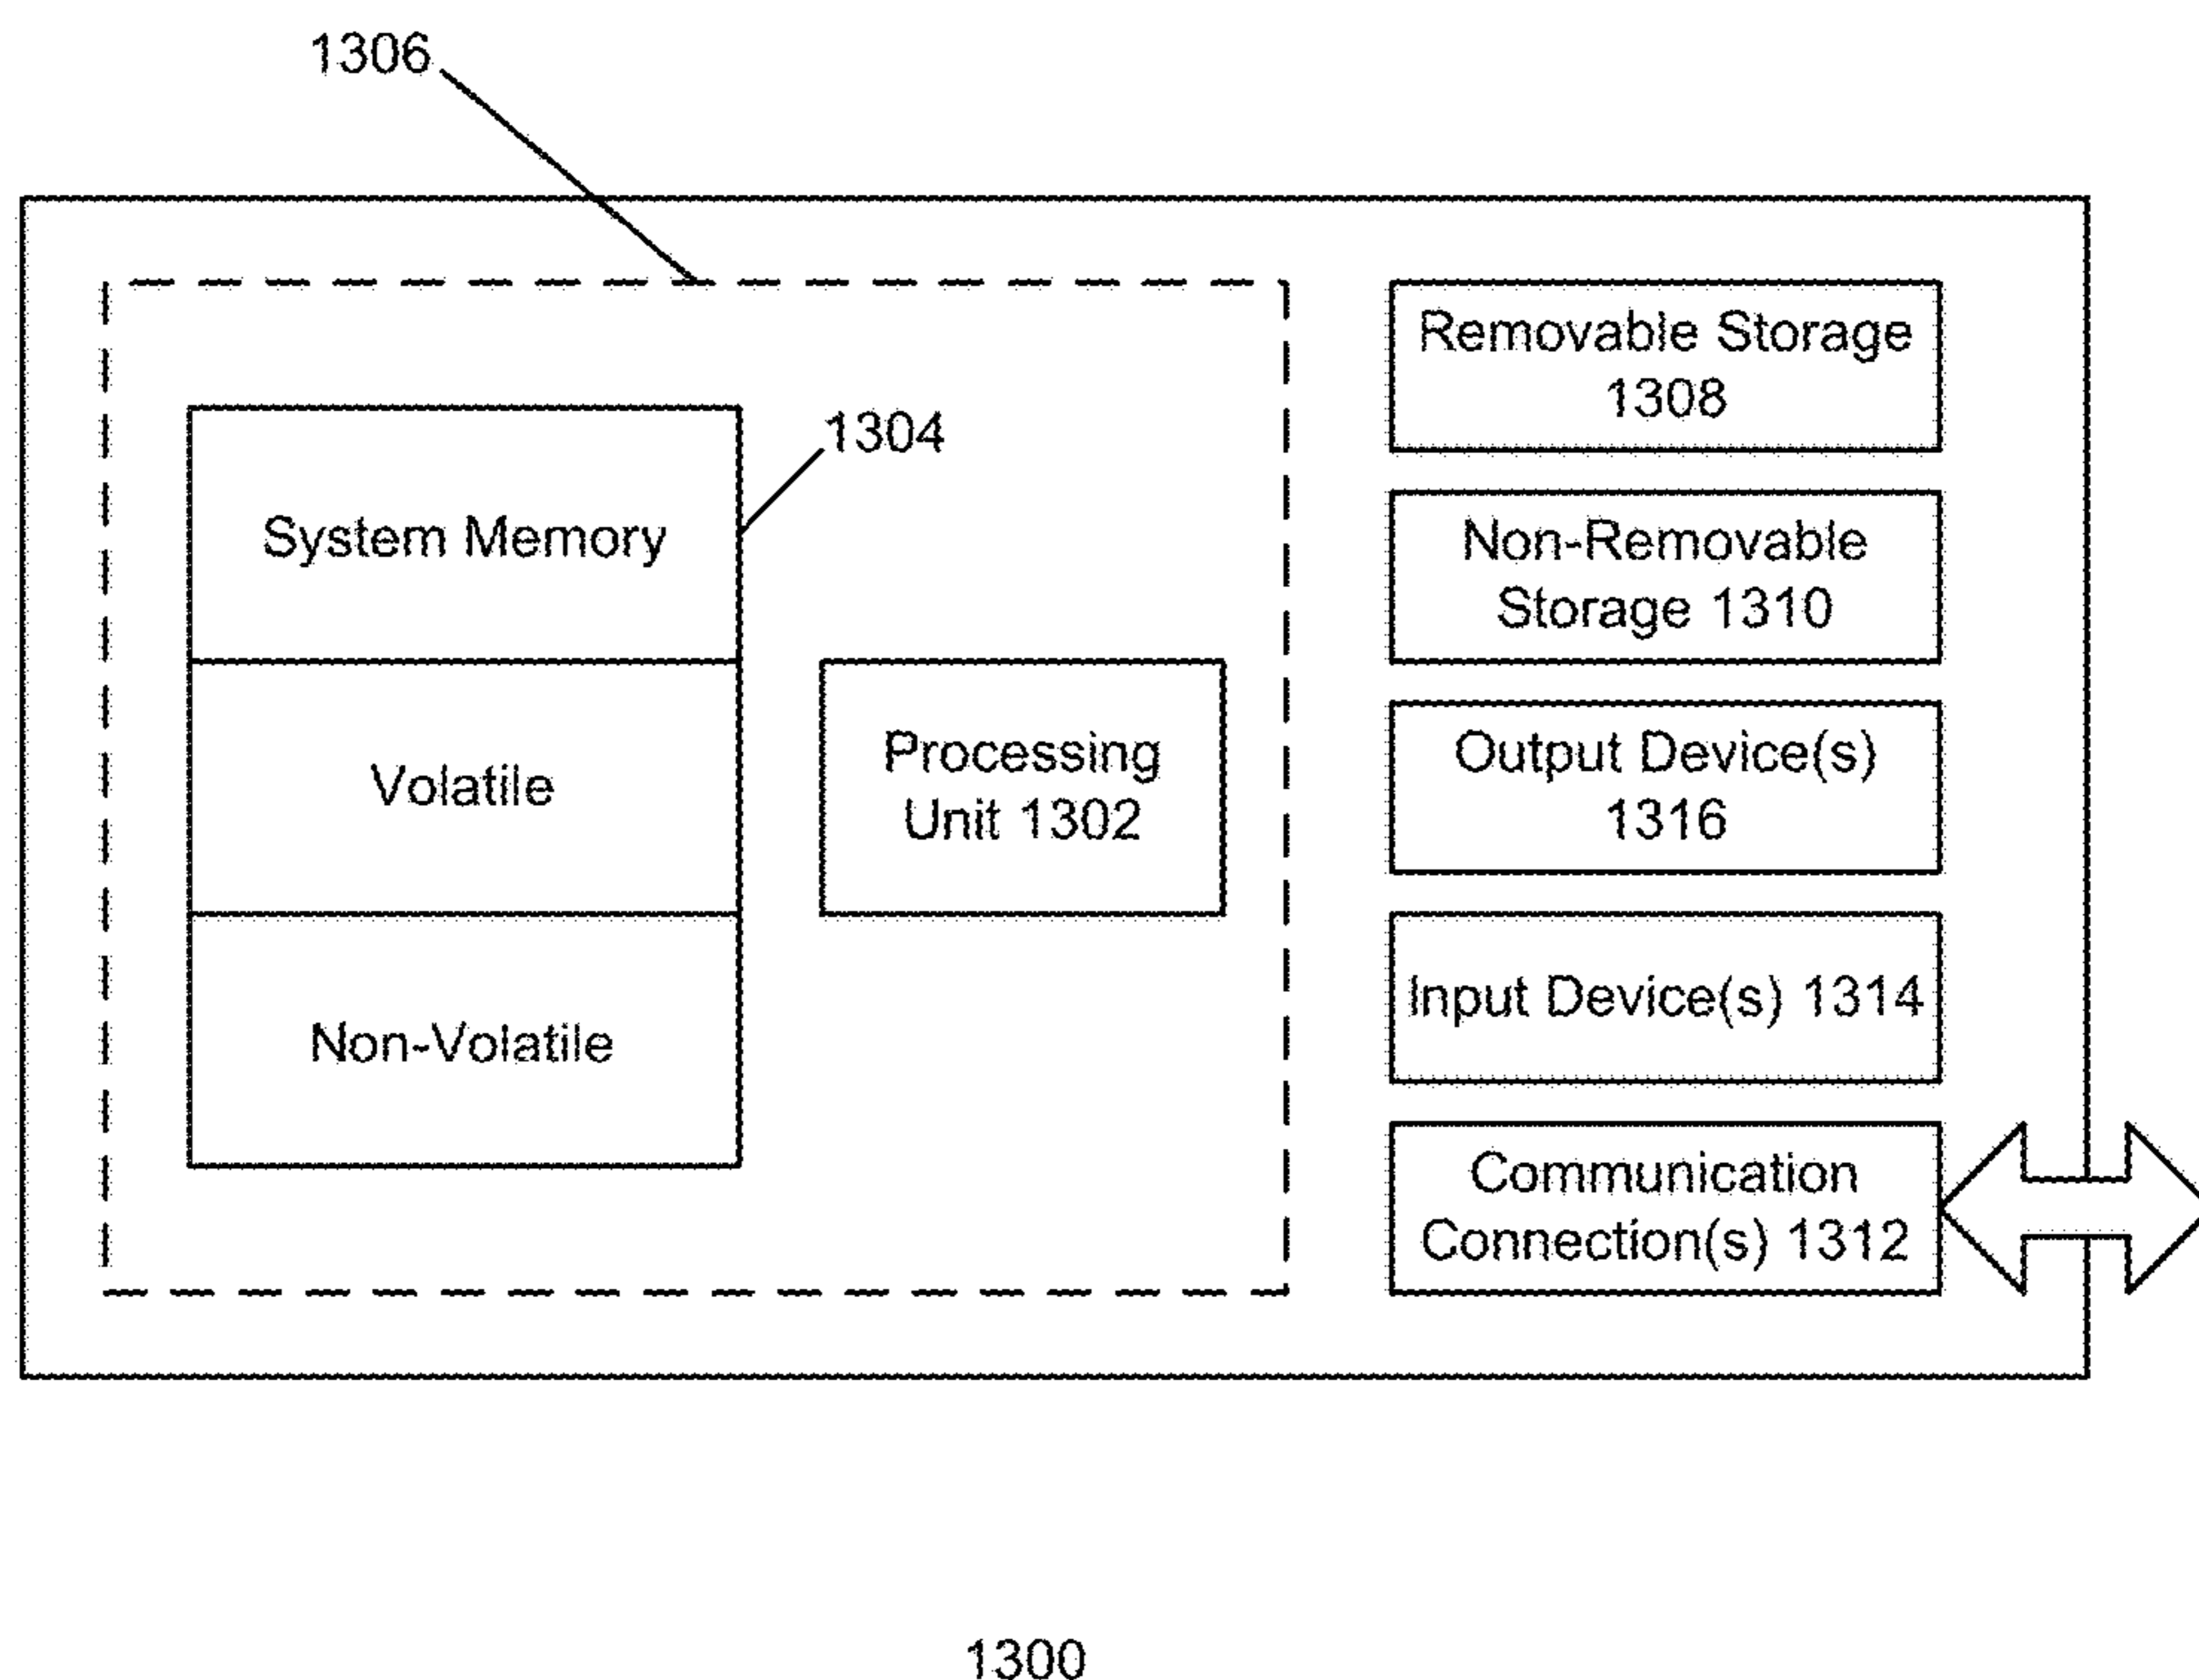 1306
1304
System Memory
Volatile
Non-Volatile
Processing
Unit 1302
Removable Storage
1308
Non-Removable
Storage 1310
Output Device(s)
1316
Input Device(s) 1314
Communication
Connection(s) 1312
1300